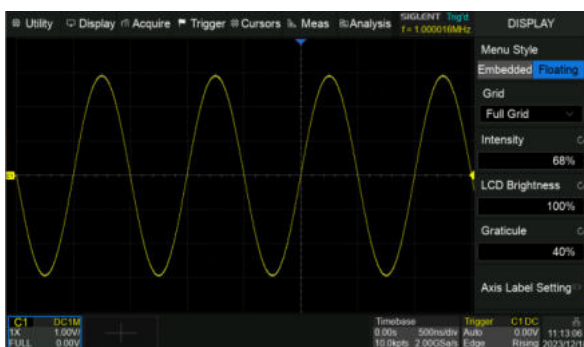 Utility Display Acquire Trigger Cursors Meas Analysis
SIGLENT Trig'd
f = 1.000016MHz
DISPLAY
Menu Style
Embedded Floating
Grid
Full Grid
Intensity
68%
LCD Brightness
100%
Graticule
40%
Axis Label Setting
C1 DC1M
1X 1.00V/
FULL 0.00V
Timebase
0.00s 500ns/div
10.0kpts 2.00GSa/s
Trigger C1 DC
Auto 0.00V
Edge Rising
11:13:06
2023/12/1